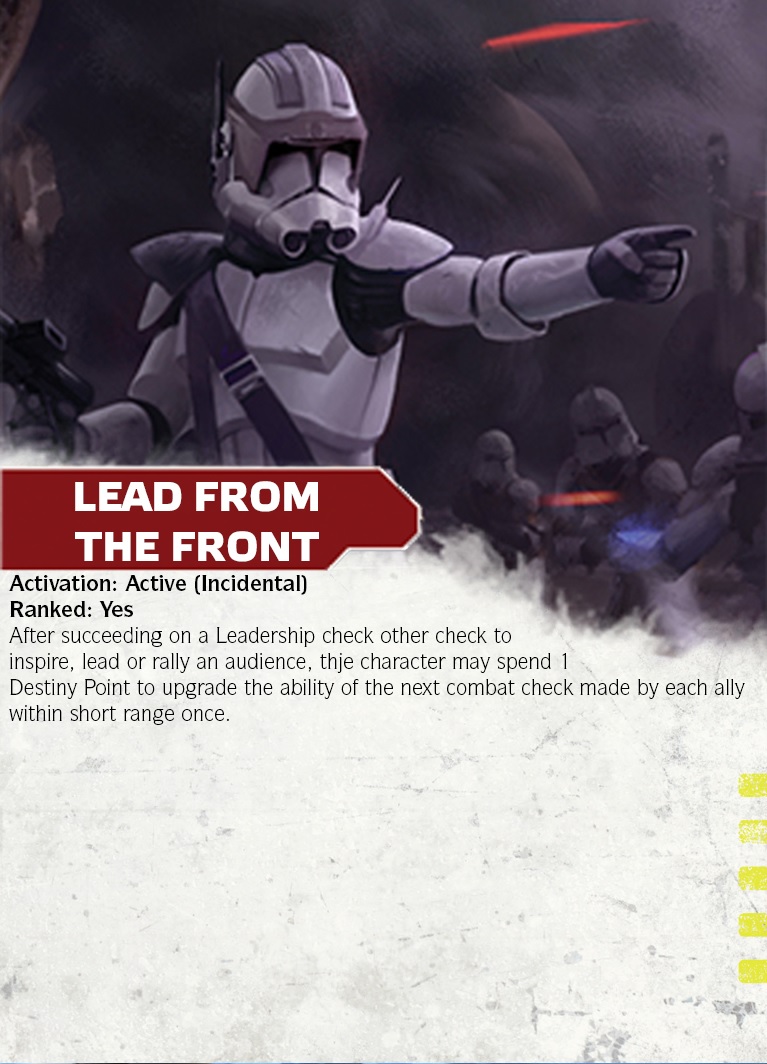 LEAD FROM
THE FRONT
Activation: Active (Incidental)
Ranked: Yes
After succeeding on a Leadership check other check to
inspire, lead or rally an audience, thje character may spend 1
Destiny Point to upgrade the ability of the next combat check made by each ally
within short range once.